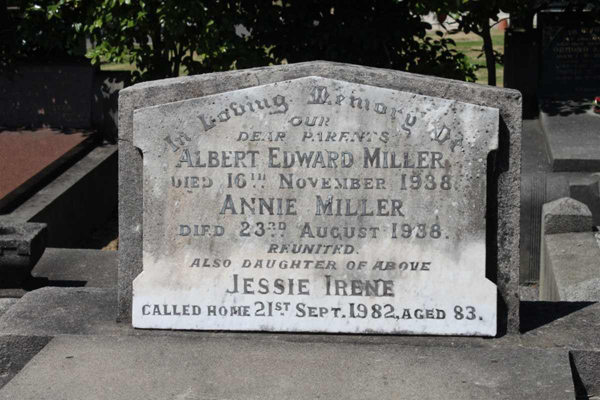 In Loving Memory Of
OUR
DEAR PARENTS
ALBERT EDWARD MILLER,
DIED 16TH NOVEMBER 1938.
ANNIE MILLER
DIED 23RD AUGUST 1938.
REUNITED.
ALSO DAUGHTER OF ABOVE
JESSIE IRENE
CALLED HOME 21ST SEPT. 1982, AGED 83.